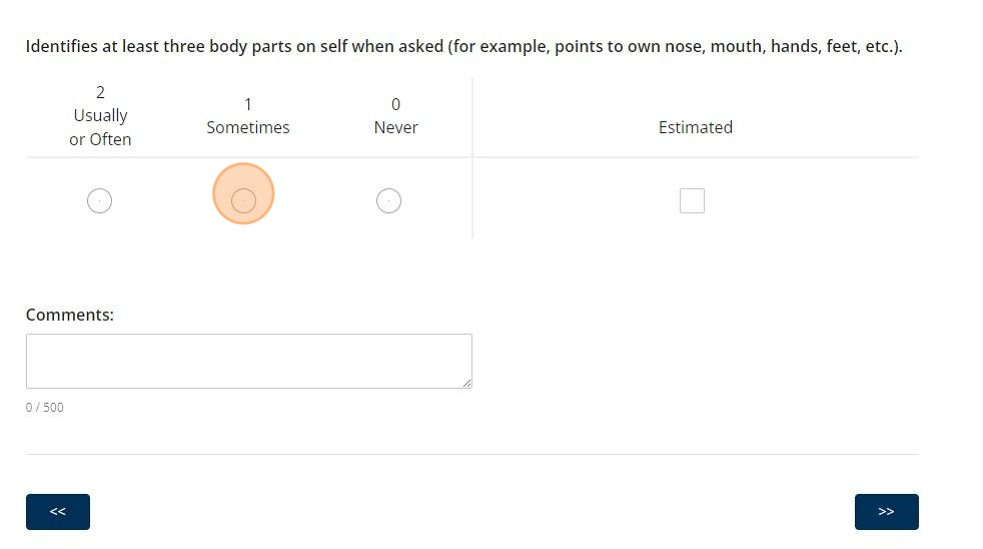 Identifies at least three body parts on self when asked (for example, points to own nose, mouth, hands, feet, etc.).
2
Usually
or Often
1
Sometimes
0
Never
Estimated
Comments:
0 / 500
<<
>>